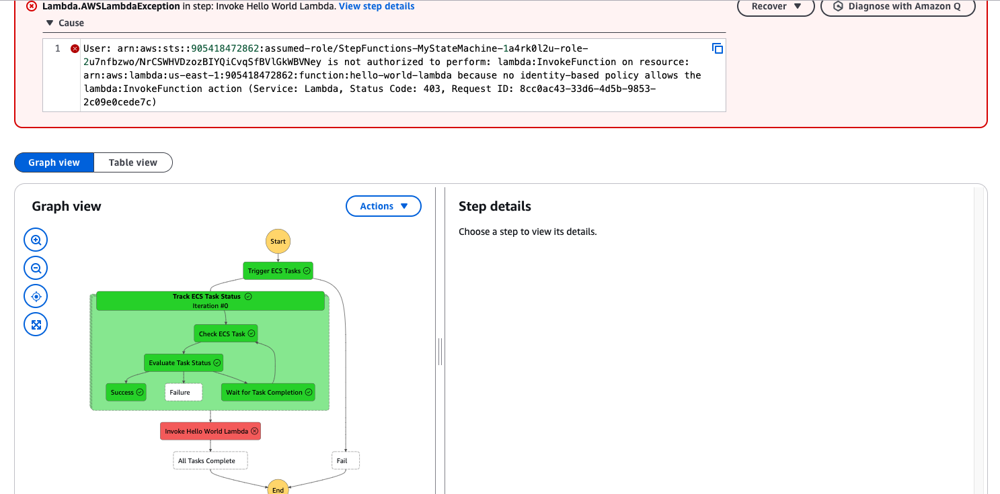 Lambda.AWSLambdaException in step: Invoke Hello World Lambda. View step details
Recover
Diagnose with Amazon Q
Cause
1
User: arn:aws:sts::905418472862:assumed-role/StepFunctions-MyStateMachine-1a4rk0l2u-role-
2u7nfbzwo/NrCSWHVDzozBIYQiCvqSfBVlGkWBVNey is not authorized to perform: lambda:InvokeFunction on resource:
arn:aws:lambda:us-east-1:905418472862:function:hello-world-lambda because no identity-based policy allows the
lambda:InvokeFunction action (Service: Lambda, Status Code: 403, Request ID: 8cc0ac43-33d6-4d5b-9853-
2c09e0cede7c)
Graph view
Table view
Graph view
Actions
Step details
Choose a step to view its details.
Start
Trigger ECS Tasks
Track ECS Task Status
Iteration #0
Check ECS Task
Evaluate Task Status
Success
Failure
Wait for Task Completion
Invoke Hello World Lambda
All Tasks Complete
Fail
End